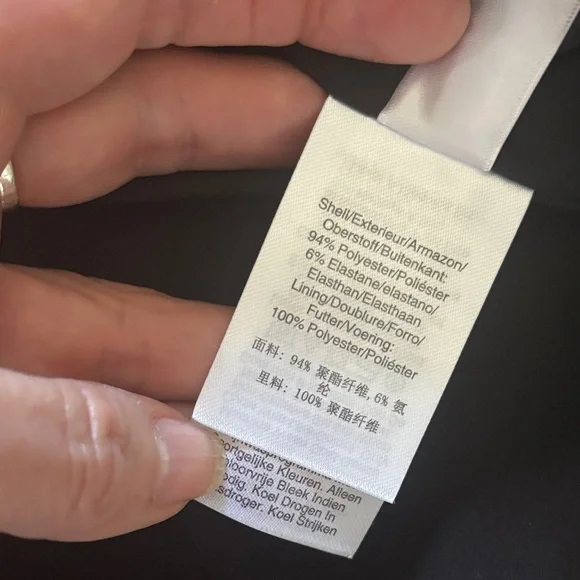 Shell/Exterieur/Armazon/
Oberstoff/Buitenkant:
94% Polyester/Poliéster
6% Elastane/elastano/
Elasthan/Elasthaan
Lining/Doublure/Forro/
Futter/Voering:
100% Polyester/Poliéster
面料: 94% 聚酯纤维,6% 氨
纶
里料: 100% 聚酯纤维
Kleuren. Alleen
Bleek Indien
Koel Drogen In
Koel Strijken